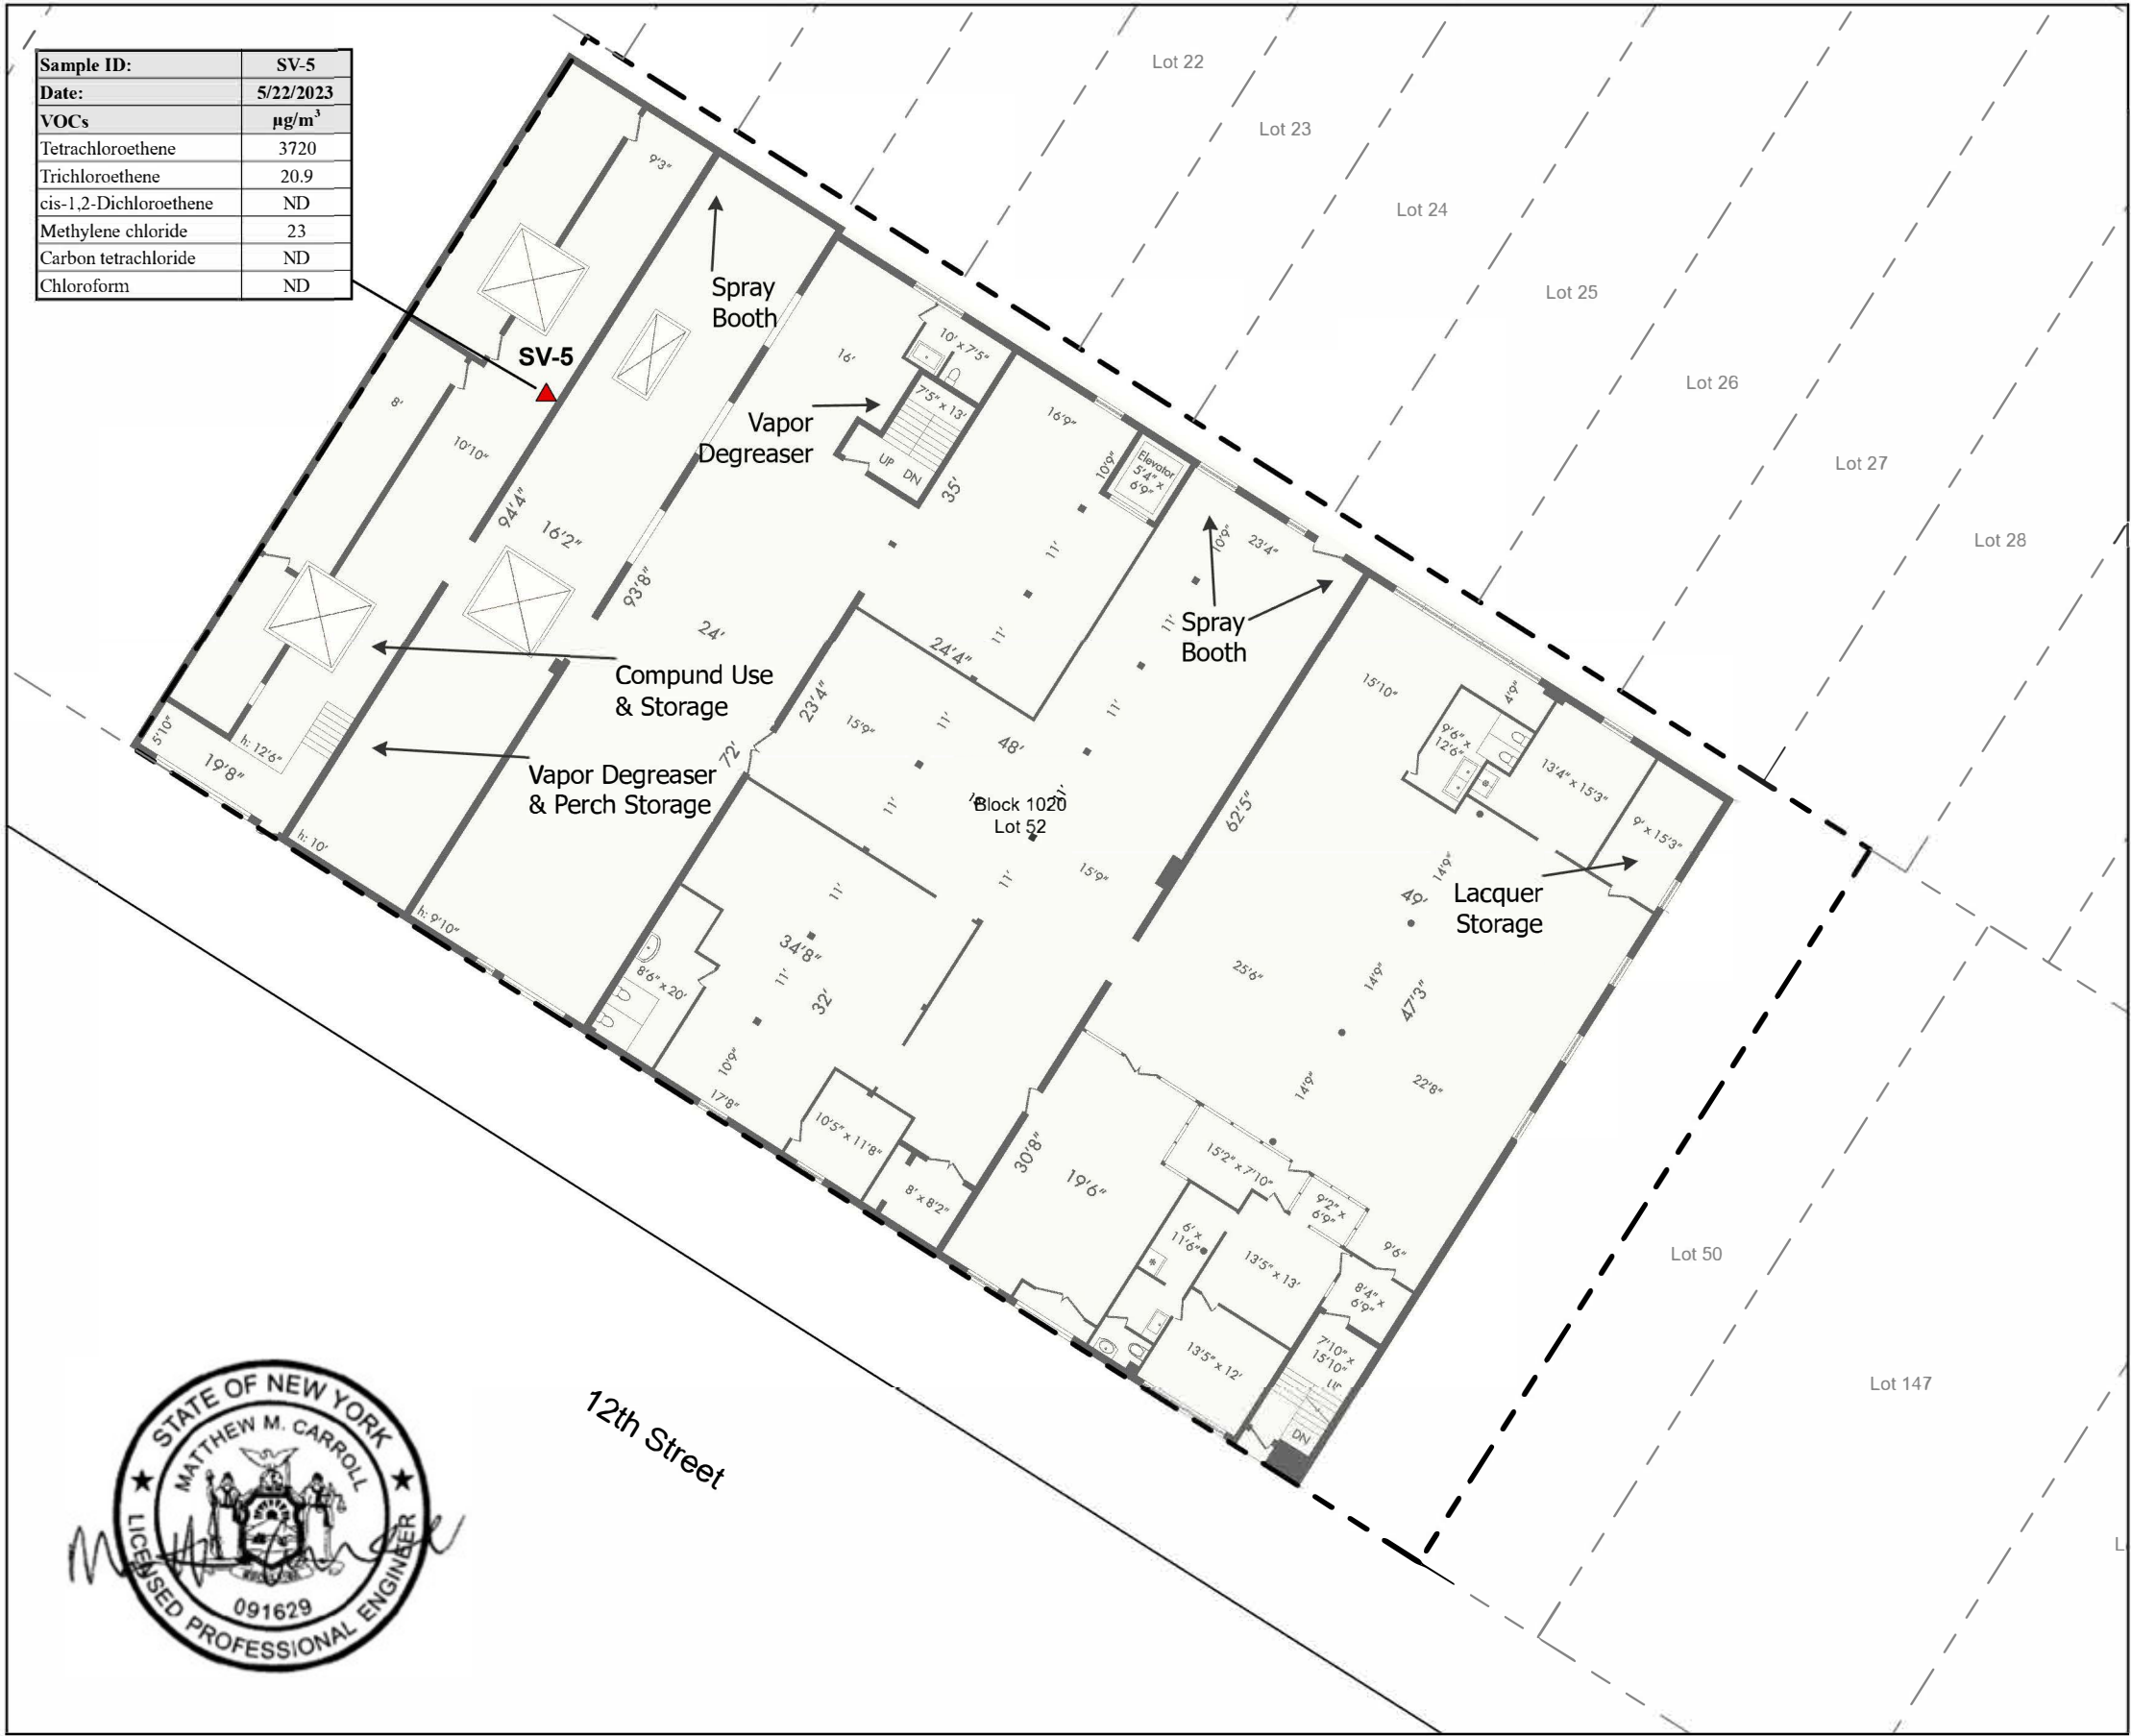 Sample ID: SV-5
Date: 5/22/2023
VOCs µg/m³
Tetrachloroethene 3720
Trichloroethene 20.9
cis-1,2-Dichloroethene ND
Methylene chloride 23
Carbon tetrachloride ND
Chloroform ND
Lot 22
Lot 23
Lot 24
Lot 25
Lot 26
Lot 27
Lot 28
9'3"
Spray
Booth
SV-5
8'
10'10"
94'4"
16'2"
93'8"
16'
10' x 7'5"
7'5" x 13'
UP
DN
Vapor
Degreaser
35'
16'9"
10'9"
Elevator
5'4" x
6'9"
11'
11'
10'9"
23'4"
11'
Spray
Booth
11'
24'
24'4"
Compund Use
& Storage
23'4"
15'9"
11'
48'
72'
Vapor Degreaser
& Perch Storage
5'10"
19'8"
h: 12'6"
h: 10'
h: 9'10"
11'
Block 1020
Lot 52
11'
15'9"
62'5"
15'10"
4'9"
9'6" x
12'6"
13'4" x 15'3"
9' x 15'3"
Lacquer
Storage
14'9"
49'
11'
34'8"
11'
32'
8'6" x 20'
10'9"
17'8"
25'6"
14'9"
47'3"
14'9"
22'8"
10'5" x 11'8"
8' x 8'2"
30'8"
19'6"
15'2" x 7'10"
9'2" x
6'9"
6' x
11'6"
13'5" x 13'
9'6"
8'4" x
6'9"
13'5" x 12'
7'10" x
15'10"
UP
DN
Lot 50
Lot 147
12th Street
STATE OF NEW YORK
MATTHEW M. CARROLL
091629
LICENSED PROFESSIONAL ENGINEER